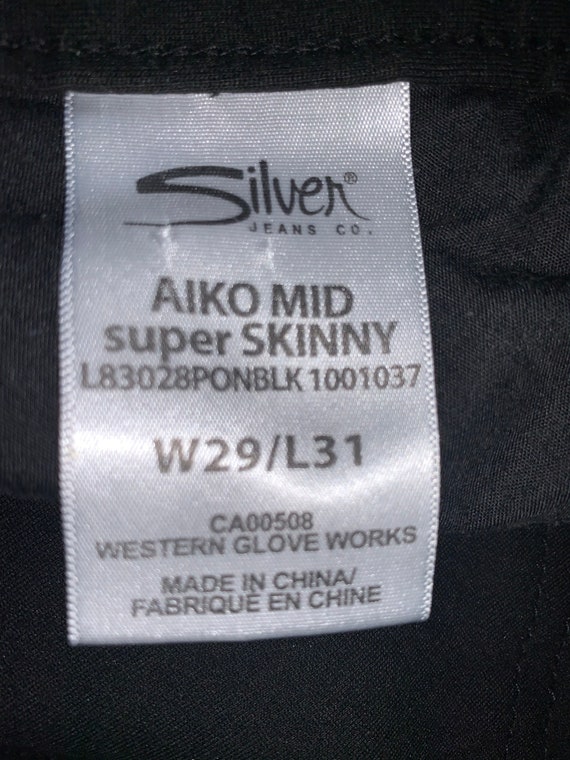 Silver®
JEANS CO.
AIKO MID
super SKINNY
L83028PONBLK 1001037
W29/L31
CA00508
WESTERN GLOVE WORKS
MADE IN CHINA/
FABRIQUÉ EN CHINE